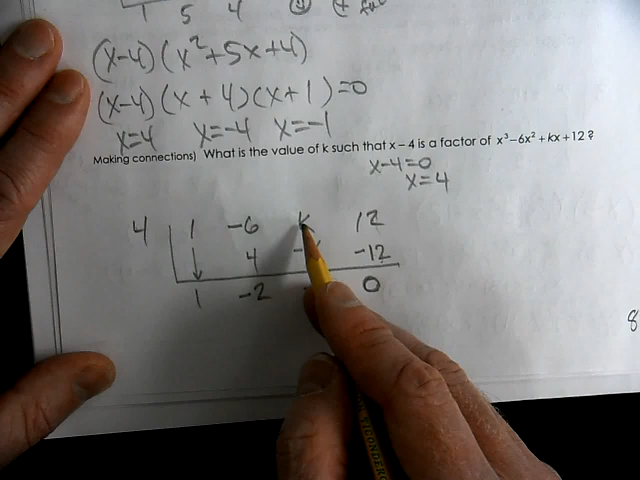 1 5 4
(x-4)(x²+5x+4)
(x-4)(x+4)(x+1)=0
x=4 x=-4 x=-1
Making connections) What is the value of k such that x – 4 is a factor of x³ – 6x² + kx + 12 ?
x-4=0
x=4
4 1 -6 k 12
4 -12
1 -2 0
8